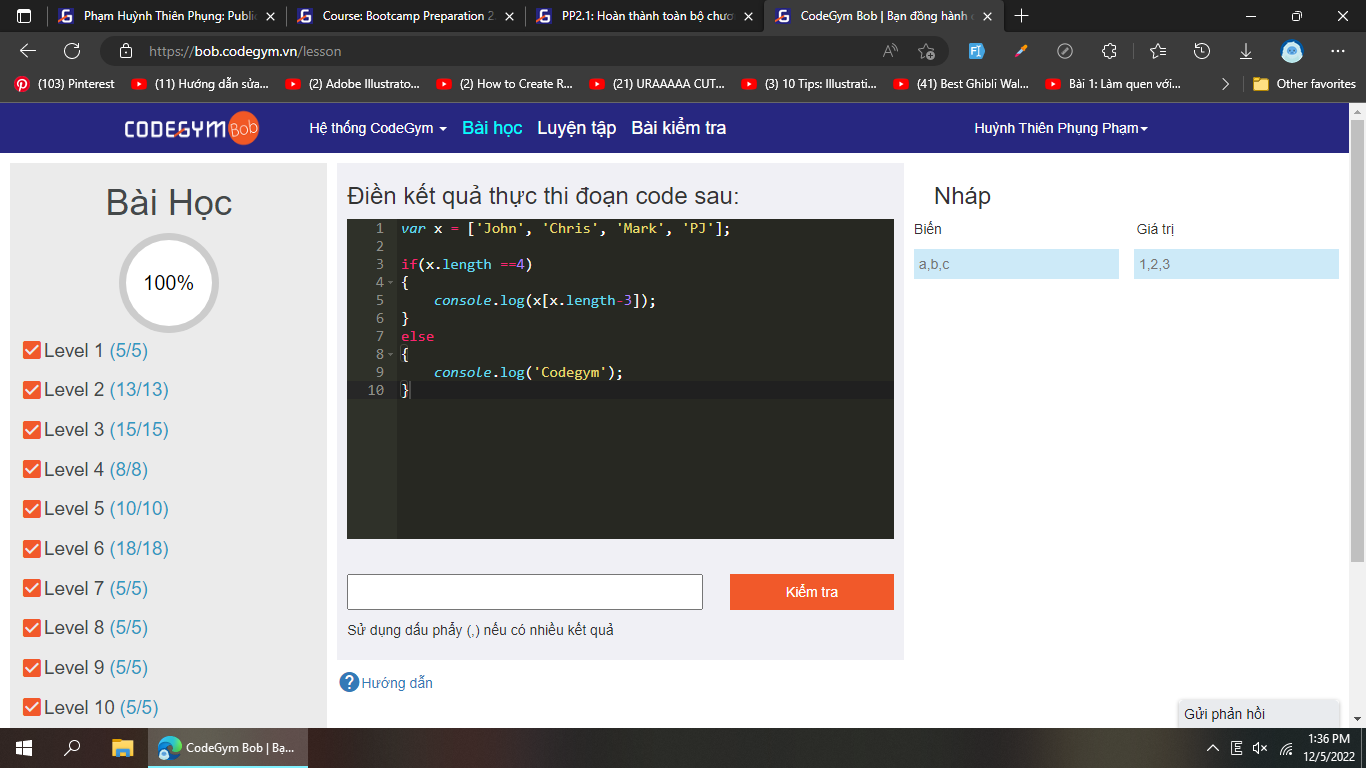 Phạm Huỳnh Thiên Phụng: Public
Course: Bootcamp Preparation 2.
PP2.1: Hoàn thành toàn bộ chươ
CodeGym Bob | Bạn đồng hành c
https://bob.codegym.vn/lesson
(103) Pinterest
(11) Hướng dẫn sửa...
(2) Adobe Illustrato...
(2) How to Create R...
(21) URAAAAA CUT...
(3) 10 Tips: Illustrati...
(41) Best Ghibli Wal...
Bài 1: Làm quen với...
Other favorites
CODEGYM Bob
Hệ thống CodeGym
Bài học
Luyện tập
Bài kiểm tra
Huỳnh Thiên Phụng Phạm
Bài Học
100%
Level 1 (5/5)
Level 2 (13/13)
Level 3 (15/15)
Level 4 (8/8)
Level 5 (10/10)
Level 6 (18/18)
Level 7 (5/5)
Level 8 (5/5)
Level 9 (5/5)
Level 10 (5/5)
Điền kết quả thực thi đoạn code sau:
1 var x = ['John', 'Chris', 'Mark', 'PJ'];
2
3 if(x.length ==4)
4 {
5 console.log(x[x.length-3]);
6 }
7 else
8 {
9 console.log('Codegym');
10 }
Kiểm tra
Sử dụng dấu phẩy (,) nếu có nhiều kết quả
Hướng dẫn
Nháp
Biến
Giá trị
a,b,c
1,2,3
Gửi phản hồi
CodeGym Bob | Bạ...
1:36 PM
12/5/2022